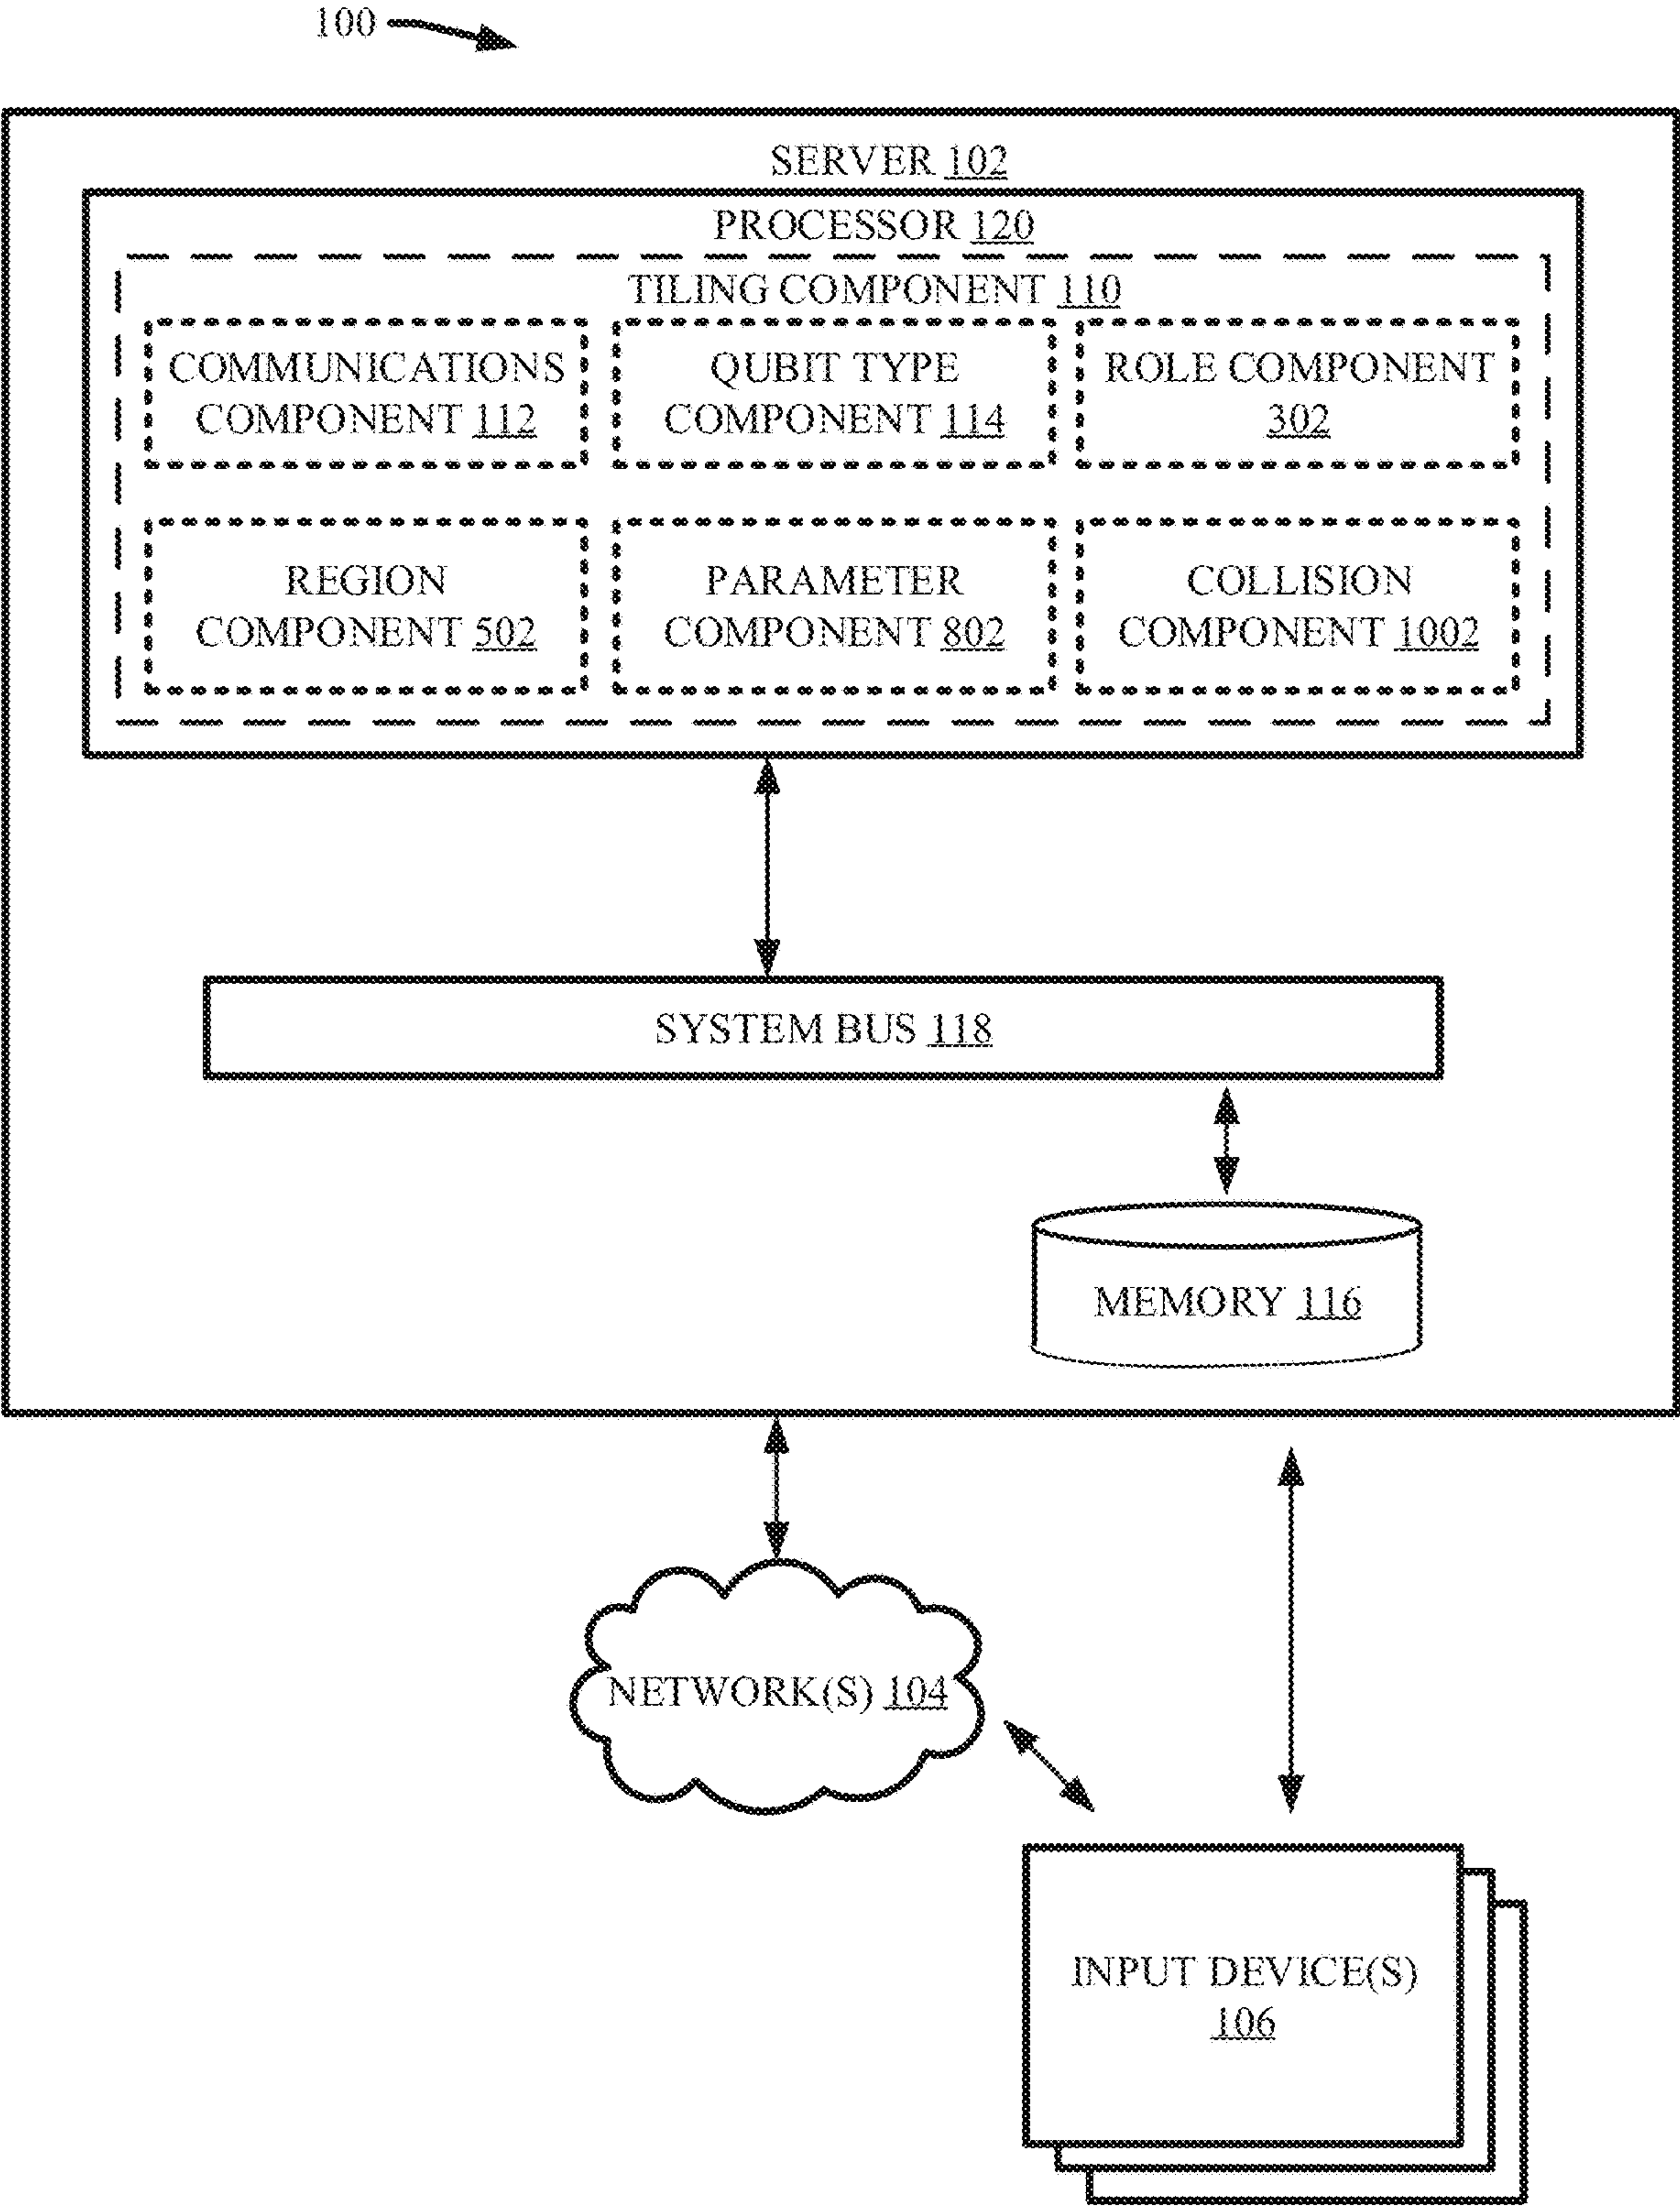 100
SERVER 102
PROCESSOR 120
TILING COMPONENT 110
COMMUNICATIONS
COMPONENT 112
QUBIT TYPE
COMPONENT 114
ROLE COMPONENT
302
REGION
COMPONENT 502
PARAMETER
COMPONENT 802
COLLISION
COMPONENT 1002
SYSTEM BUS 118
MEMORY 116
NETWORK(S) 104
INPUT DEVICE(S)
106